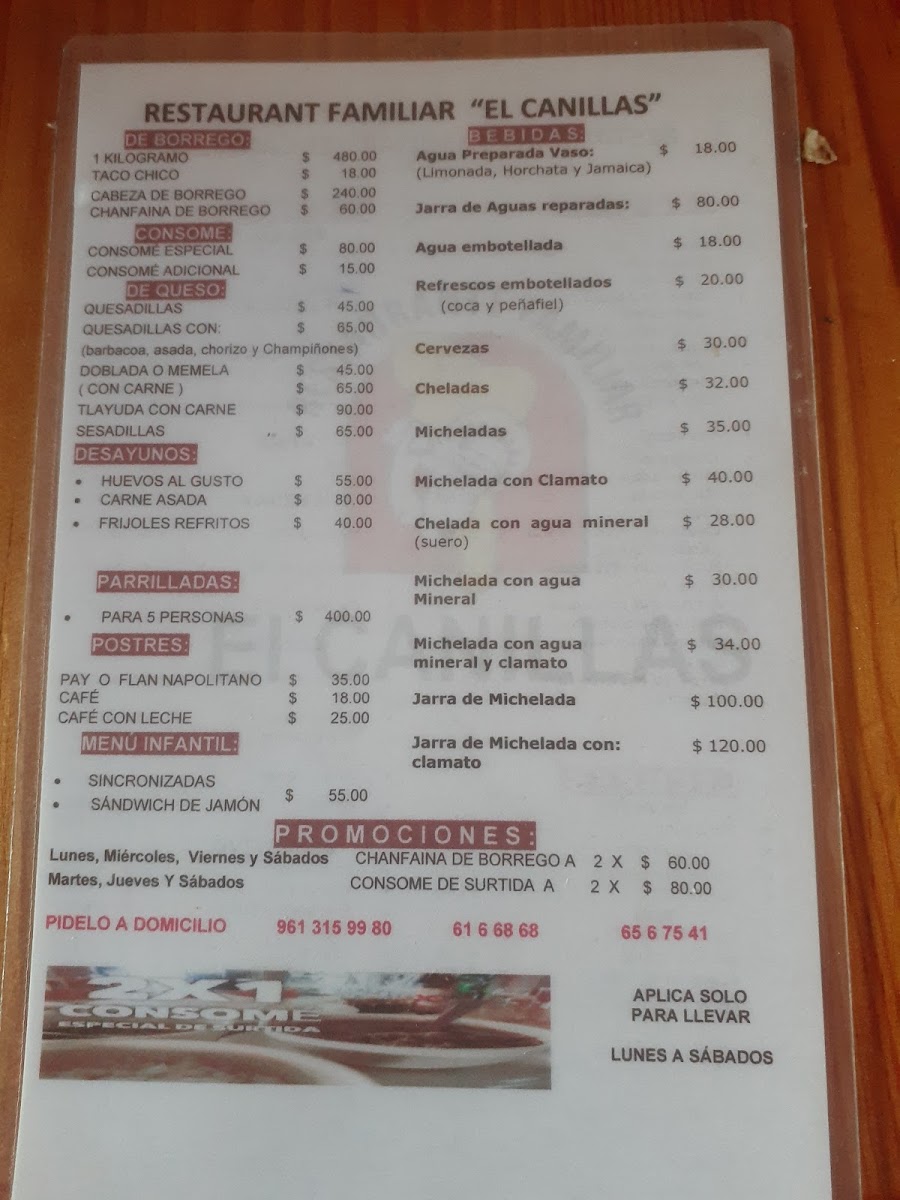 RESTAURANT FAMILIAR "EL CANILLAS"
DE BORREGO:
1 KILOGRAMO $ 480.00
TACO CHICO $ 18.00
CABEZA DE BORREGO $ 240.00
CHANFAINA DE BORREGO $ 60.00
CONSOME:
CONSOMÉ ESPECIAL $ 80.00
CONSOMÉ ADICIONAL $ 15.00
DE QUESO:
QUESADILLAS $ 45.00
QUESADILLAS CON: $ 65.00
(barbacoa, asada, chorizo y Champiñones)
DOBLADA O MEMELA $ 45.00
( CON CARNE ) $ 65.00
TLAYUDA CON CARNE $ 90.00
SESADILLAS $ 65.00
DESAYUNOS:
• HUEVOS AL GUSTO $ 55.00
• CARNE ASADA $ 80.00
• FRIJOLES REFRITOS $ 40.00
PARRILLADAS:
• PARA 5 PERSONAS $ 400.00
POSTRES:
PAY O FLAN NAPOLITANO $ 35.00
CAFÉ $ 18.00
CAFÉ CON LECHE $ 25.00
MENÚ INFANTIL:
• SINCRONIZADAS
• SÁNDWICH DE JAMÓN $ 55.00
BEBIDAS:
Agua Preparada Vaso: $ 18.00
(Limonada, Horchata y Jamaica)
Jarra de Aguas reparadas: $ 80.00
Agua embotellada $ 18.00
Refrescos embotellados $ 20.00
(coca y peñafiel)
Cervezas $ 30.00
Cheladas $ 32.00
Micheladas $ 35.00
Michelada con Clamato $ 40.00
Chelada con agua mineral $ 28.00
(suero)
Michelada con agua $ 30.00
Mineral
Michelada con agua $ 34.00
mineral y clamato
Jarra de Michelada $ 100.00
Jarra de Michelada con: $ 120.00
clamato
El CANILLAS
PROMOCIONES:
Lunes, Miércoles, Viernes y Sábados CHANFAINA DE BORREGO A 2 X $ 60.00
Martes, Jueves Y Sábados CONSOME DE SURTIDA A 2 X $ 80.90
PIDELO A DOMICILIO 961 315 99 80 61 6 68 68 65 6 75 41
2X1
CONSOME
ESPECIAL DE SURTIDA
APLICA SOLO
PARA LLEVAR
LUNES A SÁBADOS